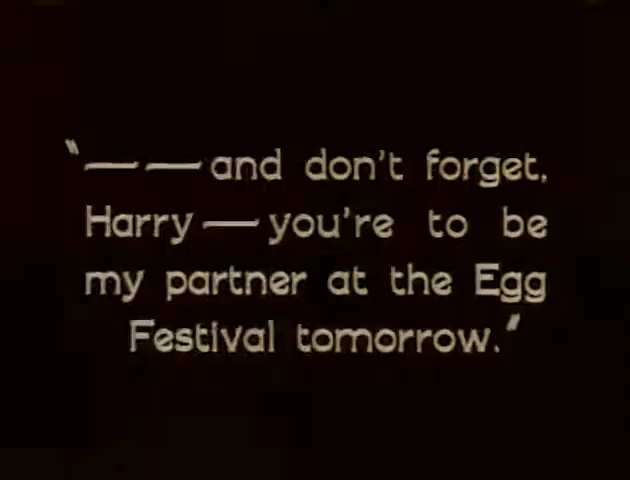 "— —and don't forget,
Harry — you're to be
my partner at the Egg
Festival tomorrow."